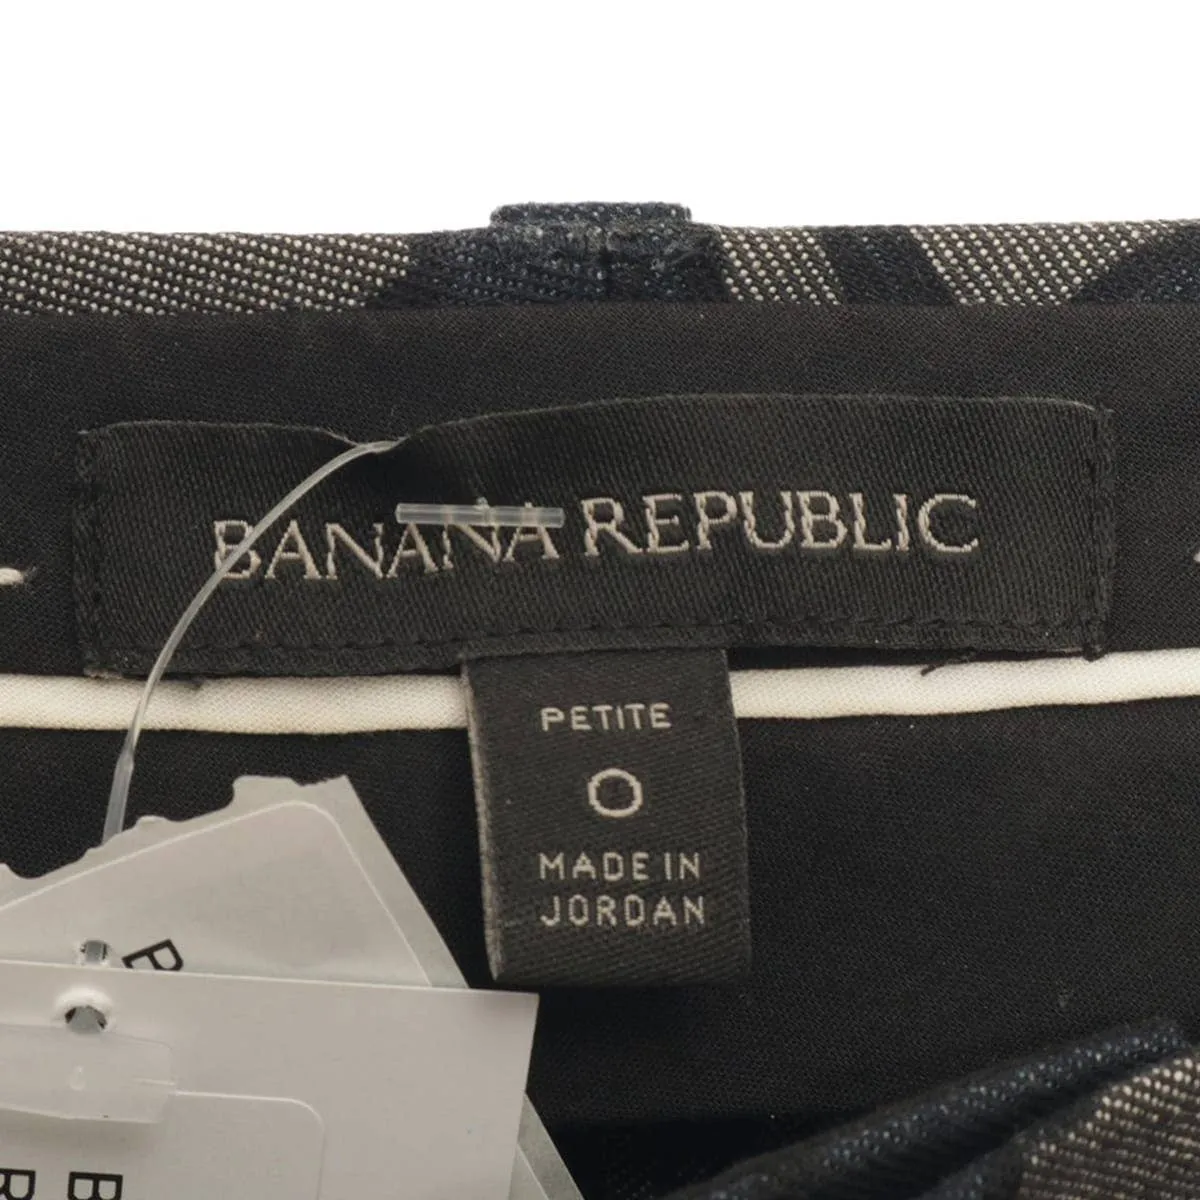 BANANA REPUBLIC
PETITE
0
MADE IN
JORDAN
P
B
R